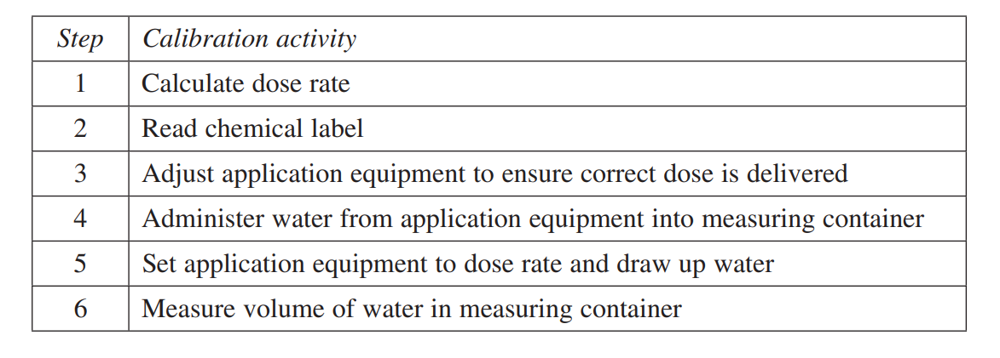 Step Calibration activity
1 Calculate dose rate
2 Read chemical label
3 Adjust application equipment to ensure correct dose is delivered
4 Administer water from application equipment into measuring container
5 Set application equipment to dose rate and draw up water
6 Measure volume of water in measuring container